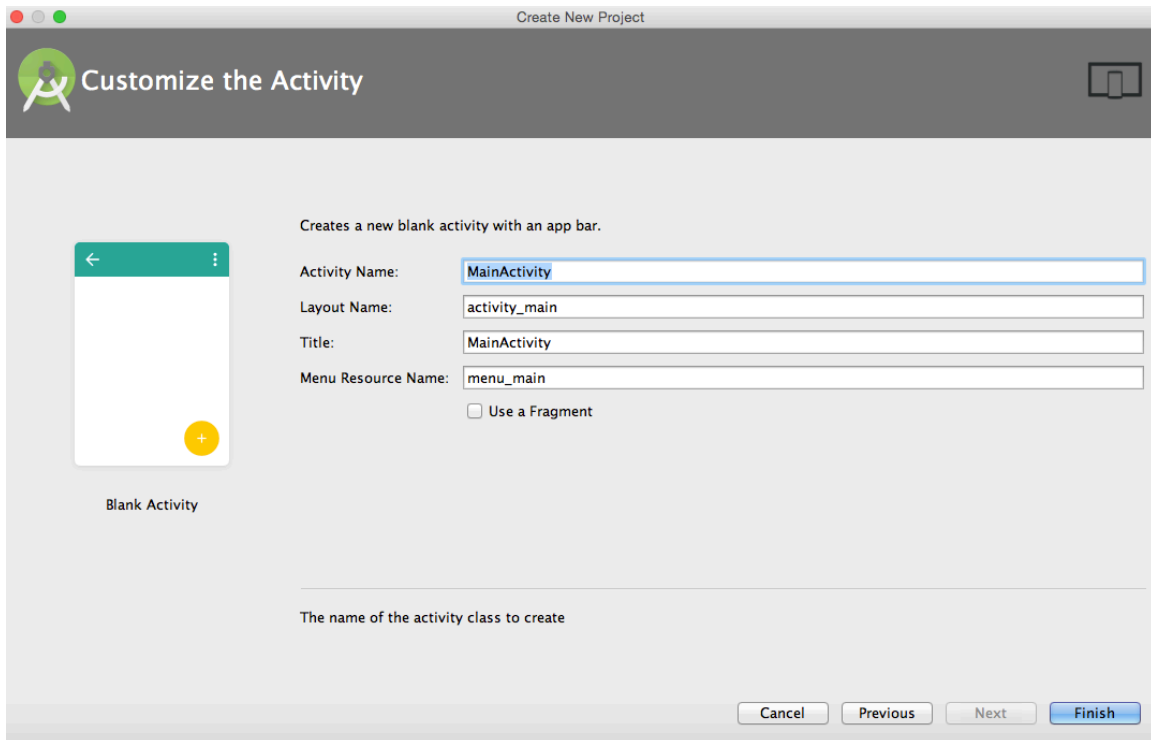 Create New Project
Customize the Activity
Creates a new blank activity with an app bar.
Activity Name: MainActivity
Layout Name: activity_main
Title: MainActivity
Menu Resource Name: menu_main
Use a Fragment
Blank Activity
The name of the activity class to create
Cancel Previous Next Finish